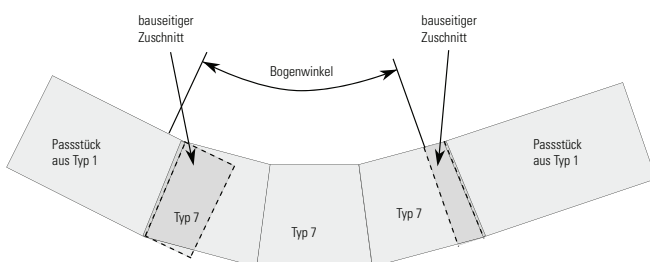 bauseitiger
Zuschnitt
bauseitiger
Zuschnitt
Bogenwinkel
Passstück
aus Typ 1
Passstück
aus Typ 1
Typ 7
Typ 7
Typ 7